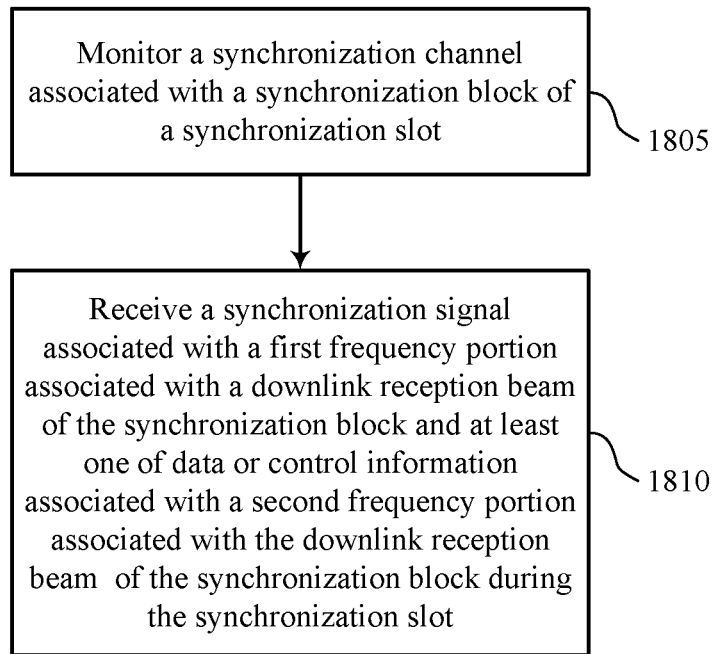 Monitor a synchronization channel
associated with a synchronization block of
a synchronization slot
1805
Receive a synchronization signal
associated with a first frequency portion
associated with a downlink reception beam
of the synchronization block and at least
one of data or control information
associated with a second frequency portion
associated with the downlink reception
beam of the synchronization block during
the synchronization slot
1810